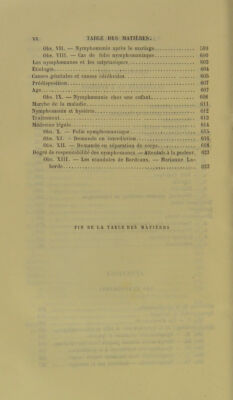 XX TABLE DES MATIÈRES.
Obs. VII. — Nymphomanie après le mariage 599
Obs. VIII. — Cas de folie nymphomaniaque 600
Les nymphomanes et les satyriaques 603
Étiologie 604
Causes générales et causes cérébrales 605
Prédisposition 607
Age 607
Obs. IX. — Nymphomanie chez une enfant 608
Marche de la maladie 611
Nymphomanie et hystérie 612
Traitement 613
Médecine légale 614
Obs. X. — Folie nymphomaniaque 615
Obs. XI. — Demande en interdiction 616
Obs. XII. — Demande en séparation de corps 618
Degré de responsabilité des nymphomanes. — Attentats à la pudeur 623
Obs. XIII. — Les scandales de Bordeaux. — Marianne La-
berde 623
FIN DE LA TABLE DES MATIÈRES